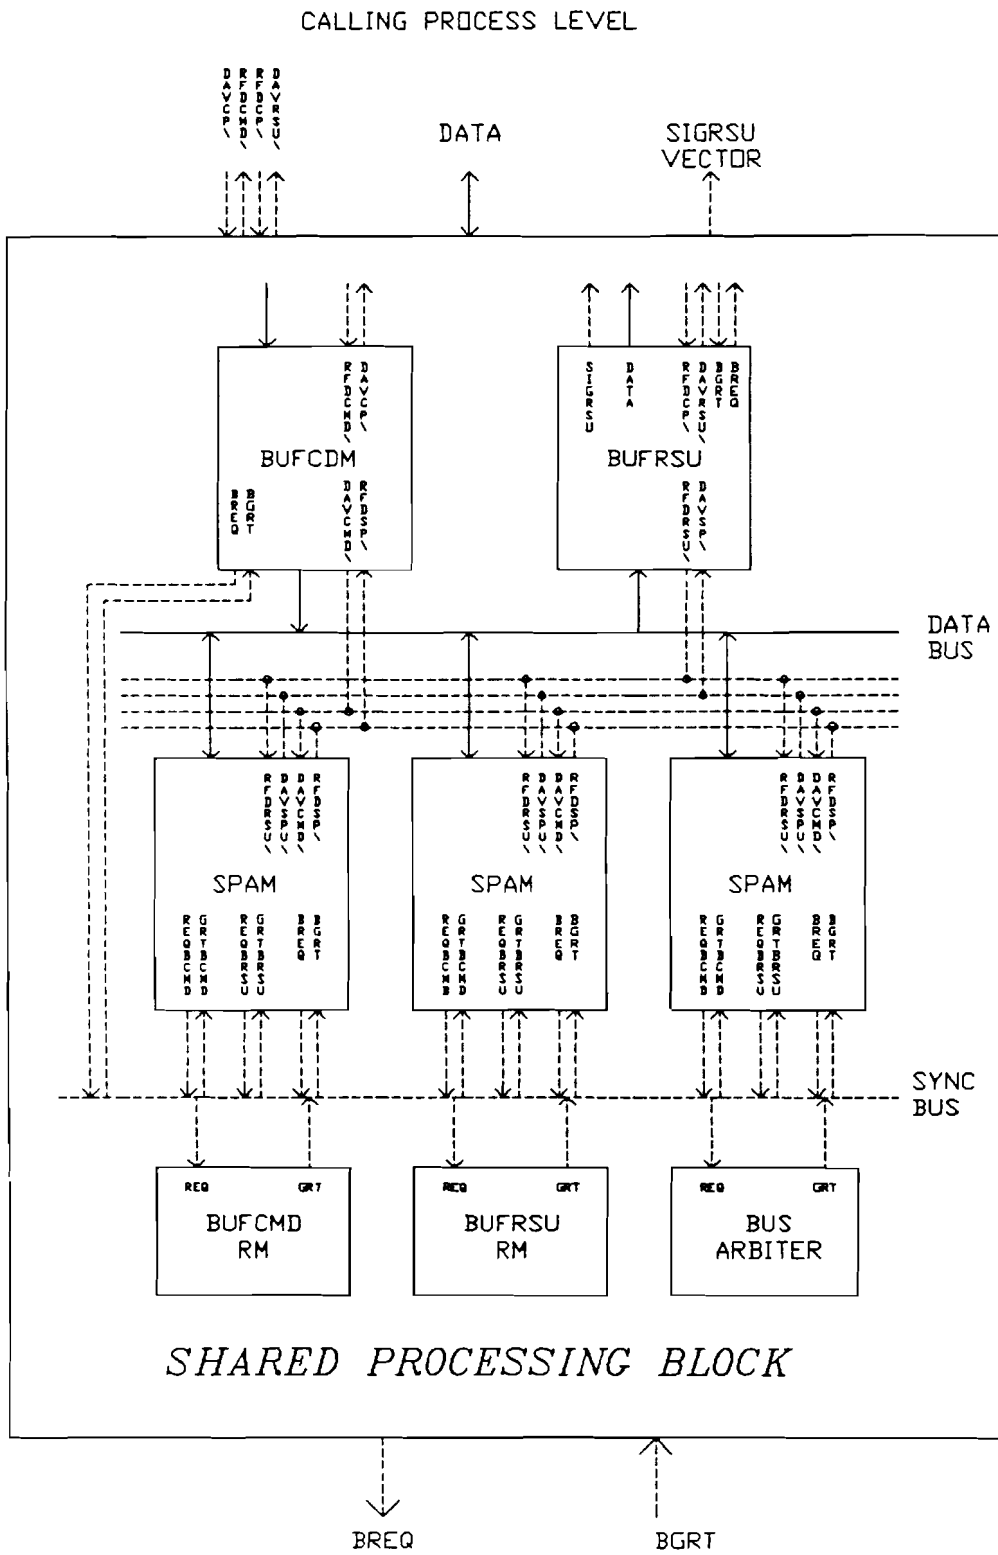 CALLING PROCESS LEVEL
DAVCP\
RFDCMD\
RFDCP\
DAVRSU\
DATA
SIGRSU
VECTOR
RFDCMD\
DAVCP\
BUFCDM
BREQ
BGRT
DAVCMD\
RFDSP\
SIGRSU
DATA
RFDCP\
DAVRSU\
BGRT
BREQ
BUFRSU
RFDRSU\
DAVSP\
DATA
BUS
RFDRSU\
DAVSPU\
DAVCMD\
RFDSP\
SPAM
REQBCMD
GRTBCMD
REQBRSU
GRTBRSU
BREQ
BGRT
RFDRSU\
DAVSPU\
DAVCMD\
RFDSP\
SPAM
REQBCMD
GRTBCMD
REQBRSU
GRTBRSU
BREQ
BGRT
RFDRSU\
DAVSPU\
DAVCMD\
RFDSP\
SPAM
REQBCMD
GRTBCMD
REQBRSU
GRTBRSU
BREQ
BGRT
SYNC
BUS
REQ GRT
BUFCMD
RM
REQ GRT
BUFRSU
RM
REQ GRT
BUS
ARBITER
SHARED PROCESSING BLOCK
BREQ
BGRT